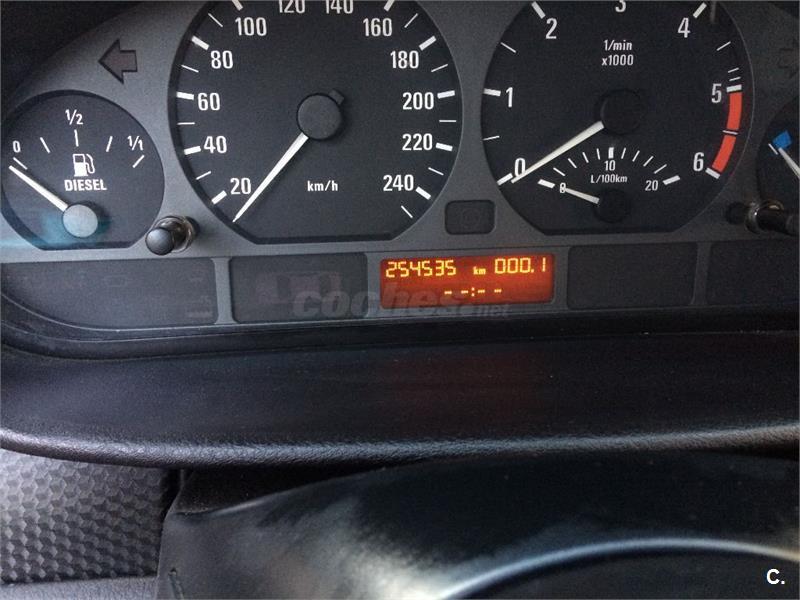 100 120 140 160
80 180
60 200
40 220
20 km/h 240
0 1/2 1/1
DIESEL
1 2 3 4 5 6
0
1/min
x1000
0 10 20
L/100km
254535 km 000.1
- -:- -
coches.net
C.